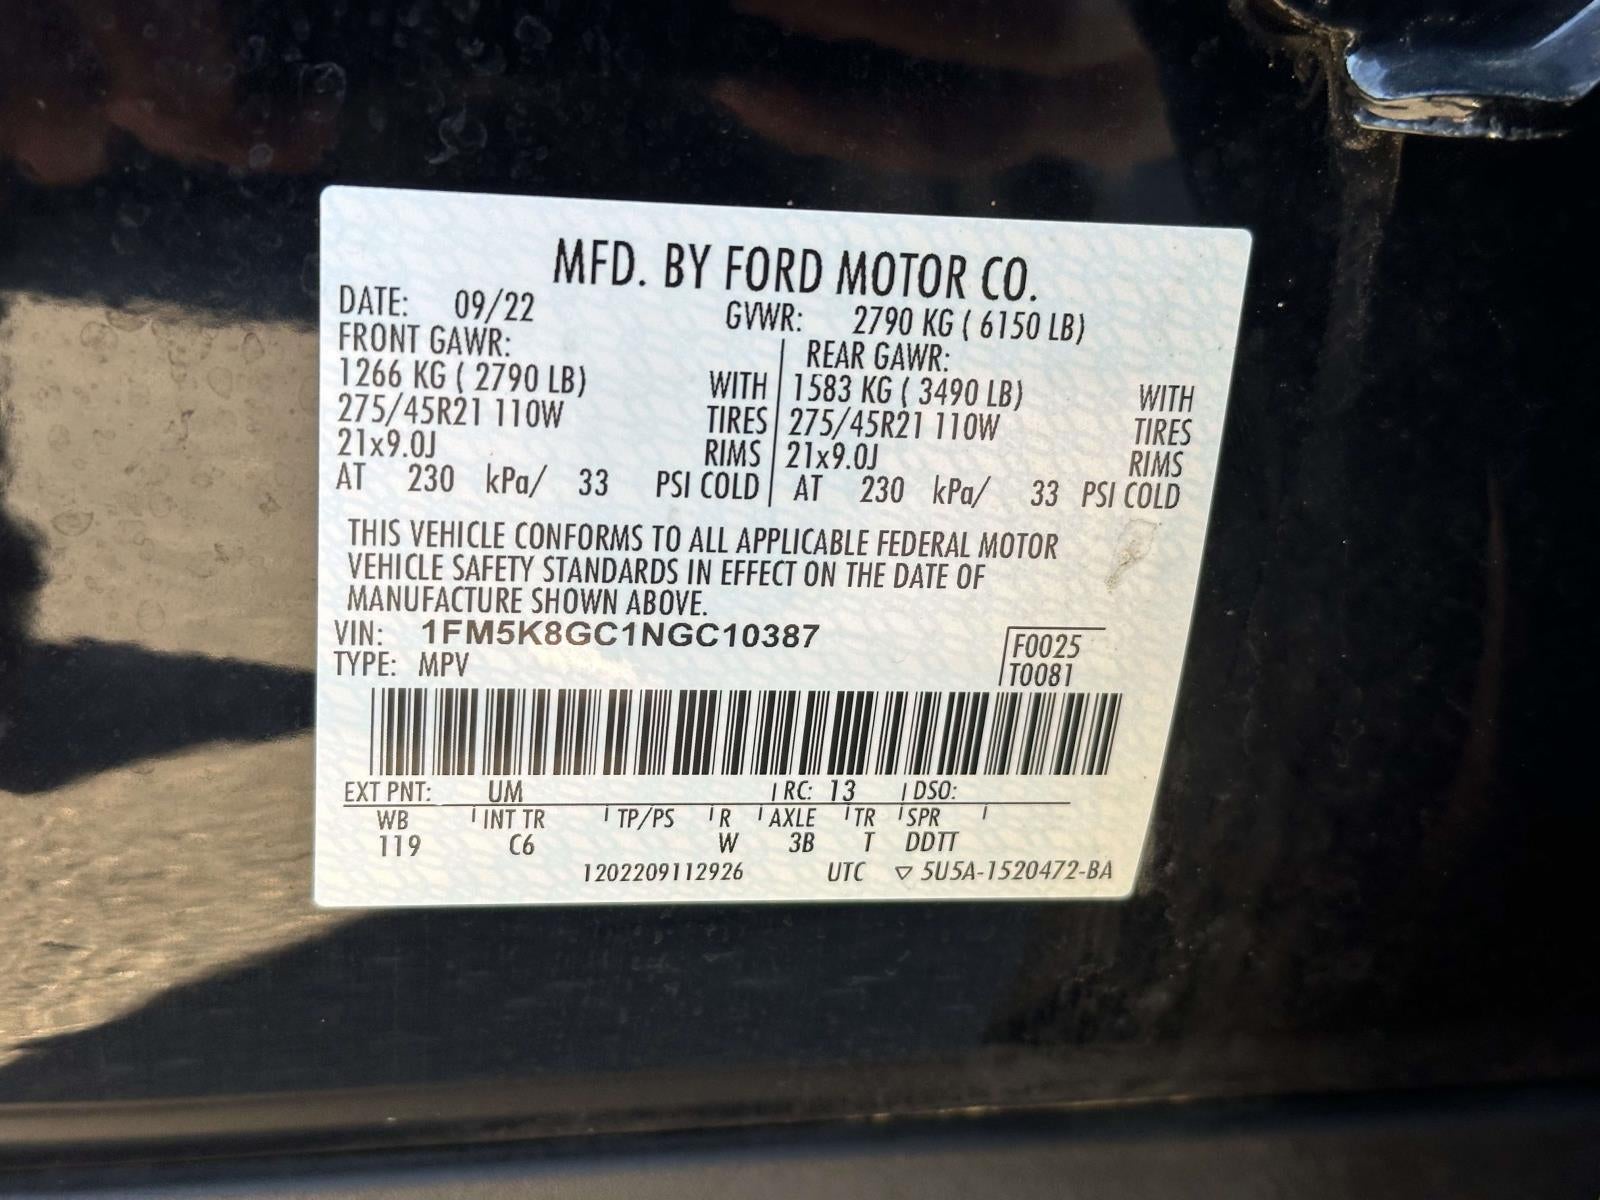 MFD. BY FORD MOTOR CO.
DATE: 09/22 GVWR: 2790 KG ( 6150 LB)
FRONT GAWR: REAR GAWR:
1266 KG ( 2790 LB) WITH 1583 KG ( 3490 LB) WITH
275/45R21 110W TIRES 275/45R21 110W TIRES
21x9.0J RIMS 21x9.0J RIMS
AT 230 kPa/ 33 PSI COLD AT 230 kPa/ 33 PSI COLD
THIS VEHICLE CONFORMS TO ALL APPLICABLE FEDERAL MOTOR
VEHICLE SAFETY STANDARDS IN EFFECT ON THE DATE OF
MANUFACTURE SHOWN ABOVE.
VIN: 1FM5K8GC1NGC10387 F0025
TYPE: MPV T0081
EXT PNT: UM RC: 13 DSO:
WB INT TR TP/PS R AXLE TR SPR
119 C6 W 3B T DDTT
1202209112926 UTC ▽ 5U5A-1520472-BA